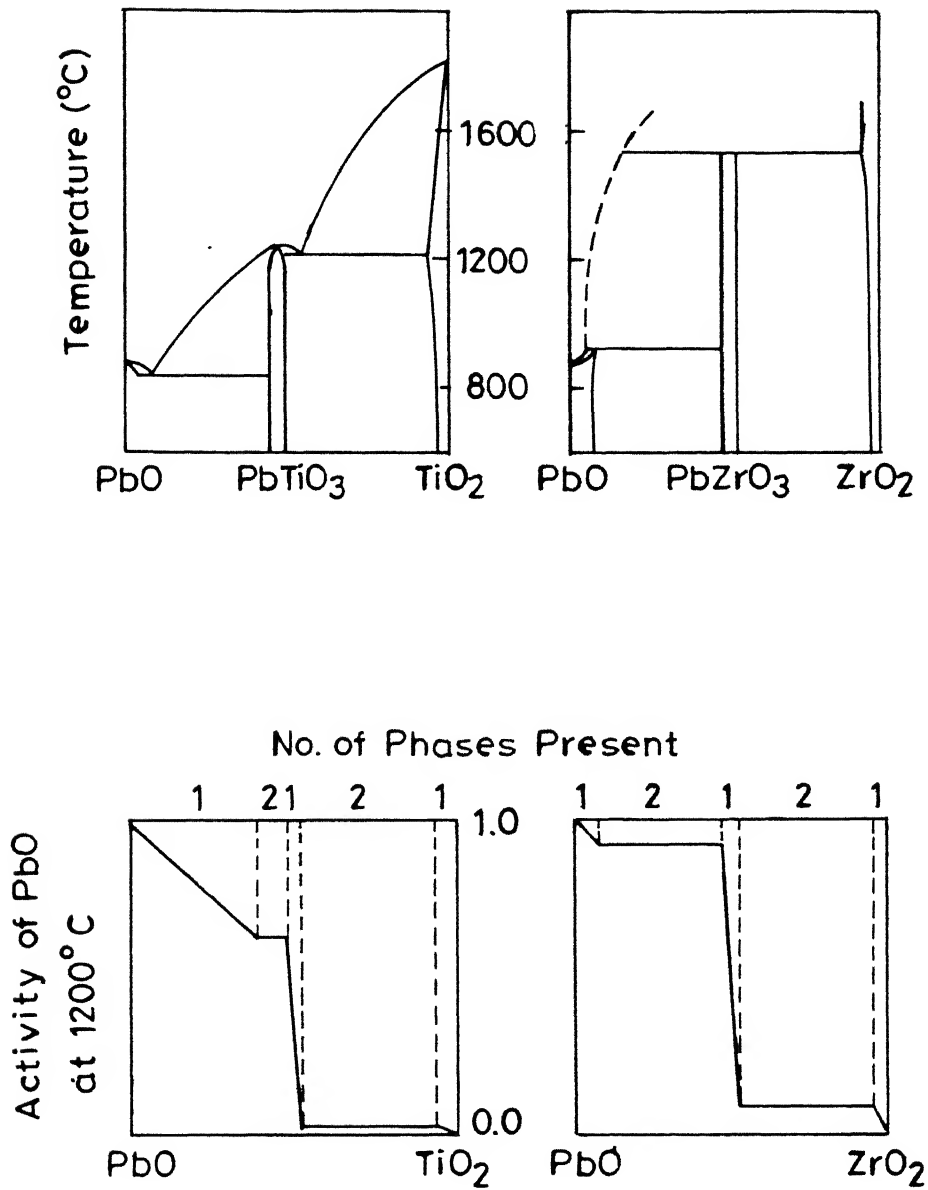 Temperature (°C)
1600
1200
800
PbO PbTiO₃ TiO₂
PbO PbZrO₃ ZrO₂
No. of Phases Present
1 2 1 2 1
1 2 1 2 1
Activity of PbO
at 1200°C
1.0
0.0
PbO TiO₂
PbO ZrO₂